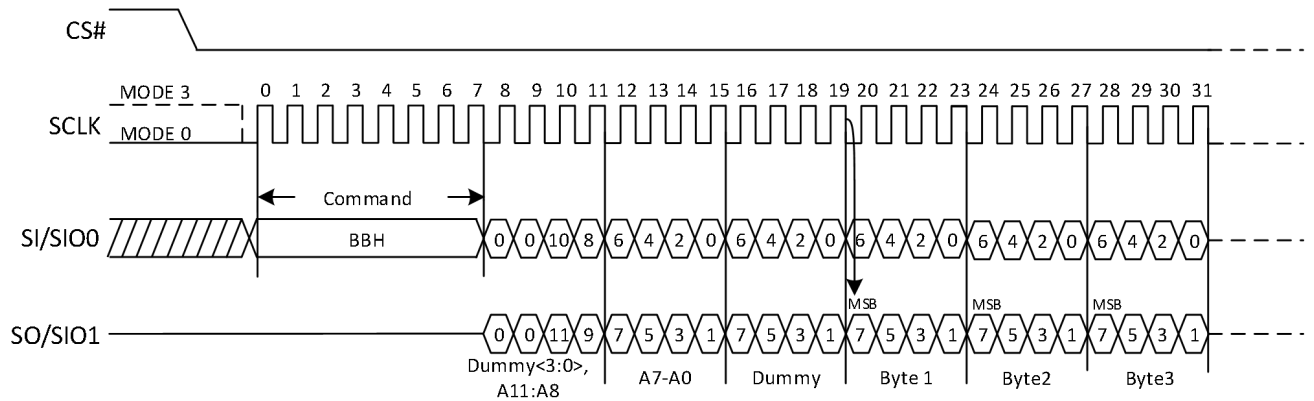 CS#
MODE 3
0 1 2 3 4 5 6 7 8 9 10 11 12 13 14 15 16 17 18 19 20 21 22 23 24 25 26 27 28 29 30 31
SCLK
MODE 0
Command
SI/SIO0
BBH
0 0 10 8 6 4 2 0 6 4 2 0 6 4 2 0 6 4 2 0 6 4 2 0
MSB MSB MSB
SO/SIO1
0 0 11 9 7 5 3 1 7 5 3 1 7 5 3 1 7 5 3 1 7 5 3 1
Dummy<3:0>,
A11:A8
A7-A0
Dummy
Byte 1
Byte2
Byte3